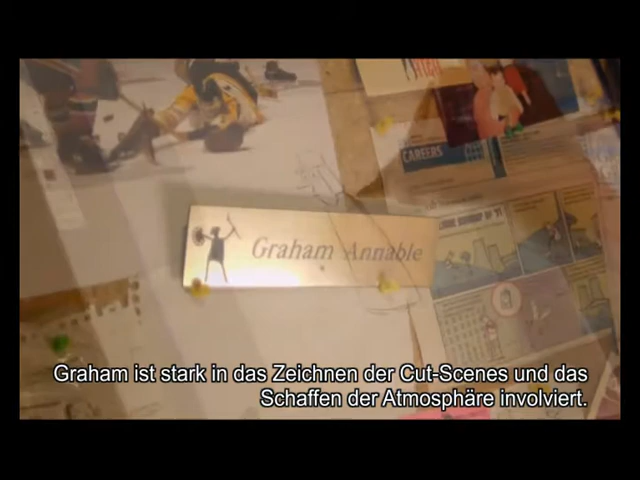 CAREERS
Graham Annable
Graham ist stark in das Zeichnen der Cut-Scenes und das
Schaffen der Atmosphäre involviert.